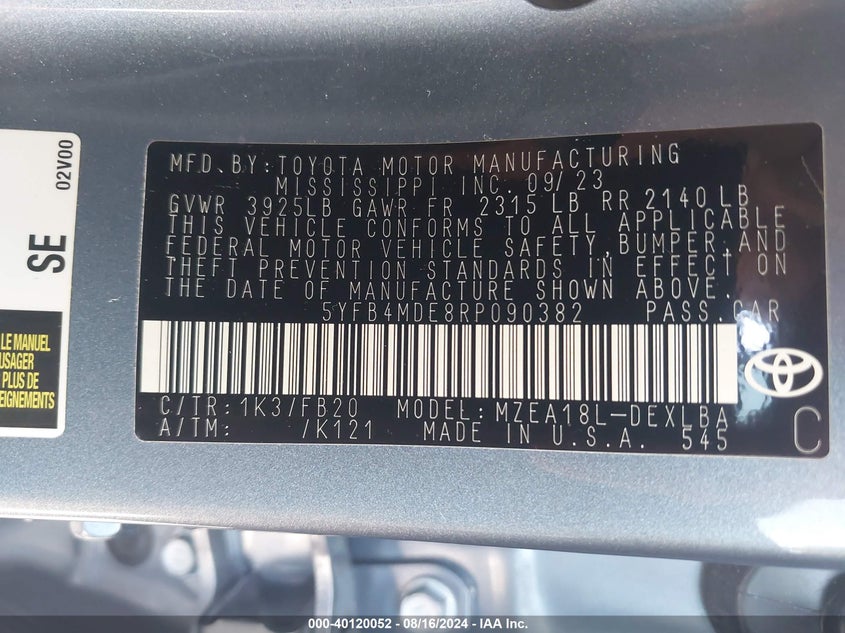 02V00
SE
LE MANUEL
USAGER
PLUS DE
EIGNEMENTS
MFD. BY: TOYOTA MOTOR MANUFACTURING
MISSISSIPPI INC. 09/23
GVWR 3925LB GAWR FR 2315 LB RR 2140 LB
THIS VEHICLE CONFORMS TO ALL APPLICABLE
FEDERAL MOTOR VEHICLE SAFETY, BUMPER, AND
THEFT PREVENTION STANDARDS IN EFFECT ON
THE DATE OF MANUFACTURE SHOWN ABOVE.
5YFB4MDE8RP090382 PASS. CAR
C/TR: 1K3/FB20 MODEL: MZEA18L-DEXLBA
A/TM: /K121 MADE IN U.S.A. 545
C
000-40120052 - 08/16/2024 - IAA Inc.